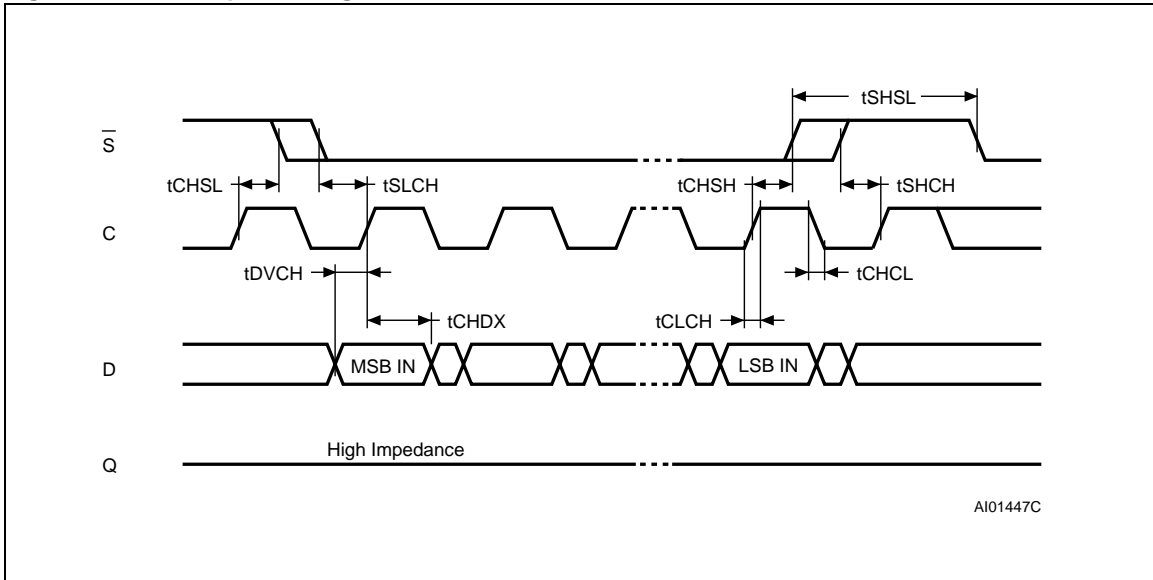 tSHSL
S
tCHSL
tSLCH
tCHSH
tSHCH
C
tDVCH
tCHCL
tCHDX
tCLCH
D
MSB IN
LSB IN
High Impedance
Q
AI01447C